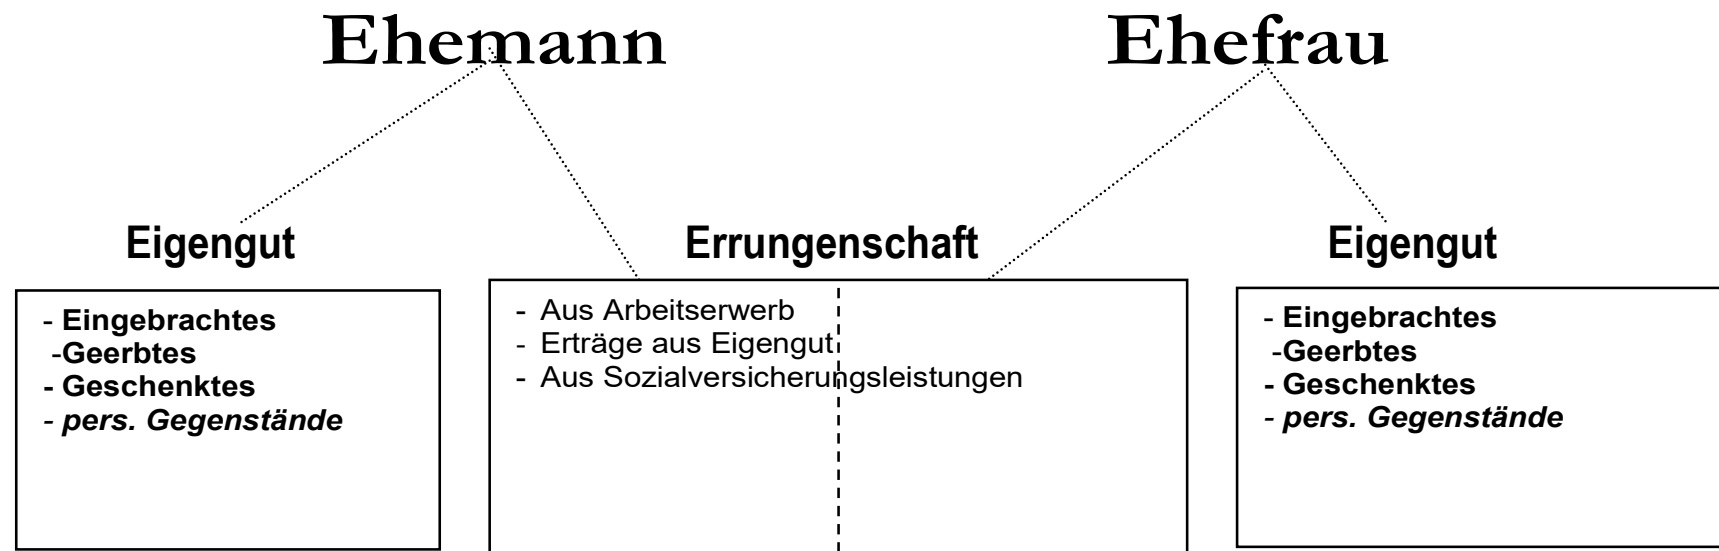 Ehemann
Ehefrau
Eigengut
Errungenschaft
Eigengut
- Eingebrachtes
-Geerbtes
- Geschenktes
- pers. Gegenstände
- Aus Arbeitserwerb
- Erträge aus Eigengut
- Aus Sozialversicherungsleistungen
- Eingebrachtes
-Geerbtes
- Geschenktes
- pers. Gegenstände